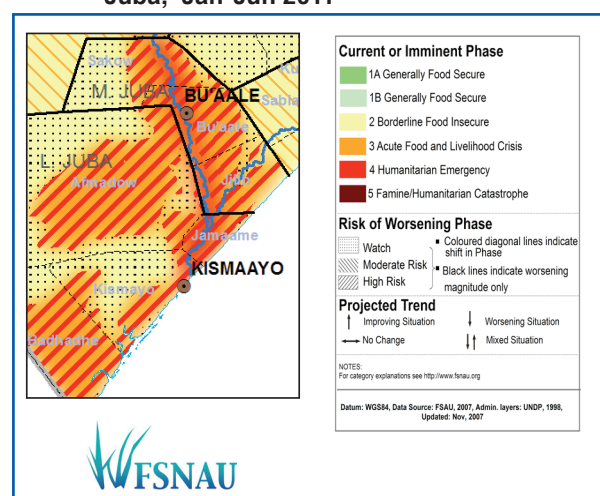 Juba, Jan-Jun 2011
Sakow
Ku
M. JUBA
BU'AALE
Sabla
Bu'aale
L. JUBA
Afmadow
Jilib
Jamaame
KISMAAYO
Kismayo
Badhadhe
Current or Imminent Phase
1A Generally Food Secure
1B Generally Food Secure
2 Borderline Food Insecure
3 Acute Food and Livelihood Crisis
4 Humanitarian Emergency
5 Famine/Humanitarian Catastrophe
Risk of Worsening Phase
Watch
Moderate Risk
High Risk
▪ Coloured diagonal lines indicate
shift in Phase
▪ Black lines indicate worsening
magnitude only
Projected Trend
↑ Improving Situation
↓ Worsening Situation
↔ No Change
↓↑ Mixed Situation
NOTES:
For category explanations see http://www.fsnau.org
Datum: WGS84, Data Source: FSAU, 2007, Admin. layers: UNDP, 1998,
Updated: Nov, 2007
FSNAU